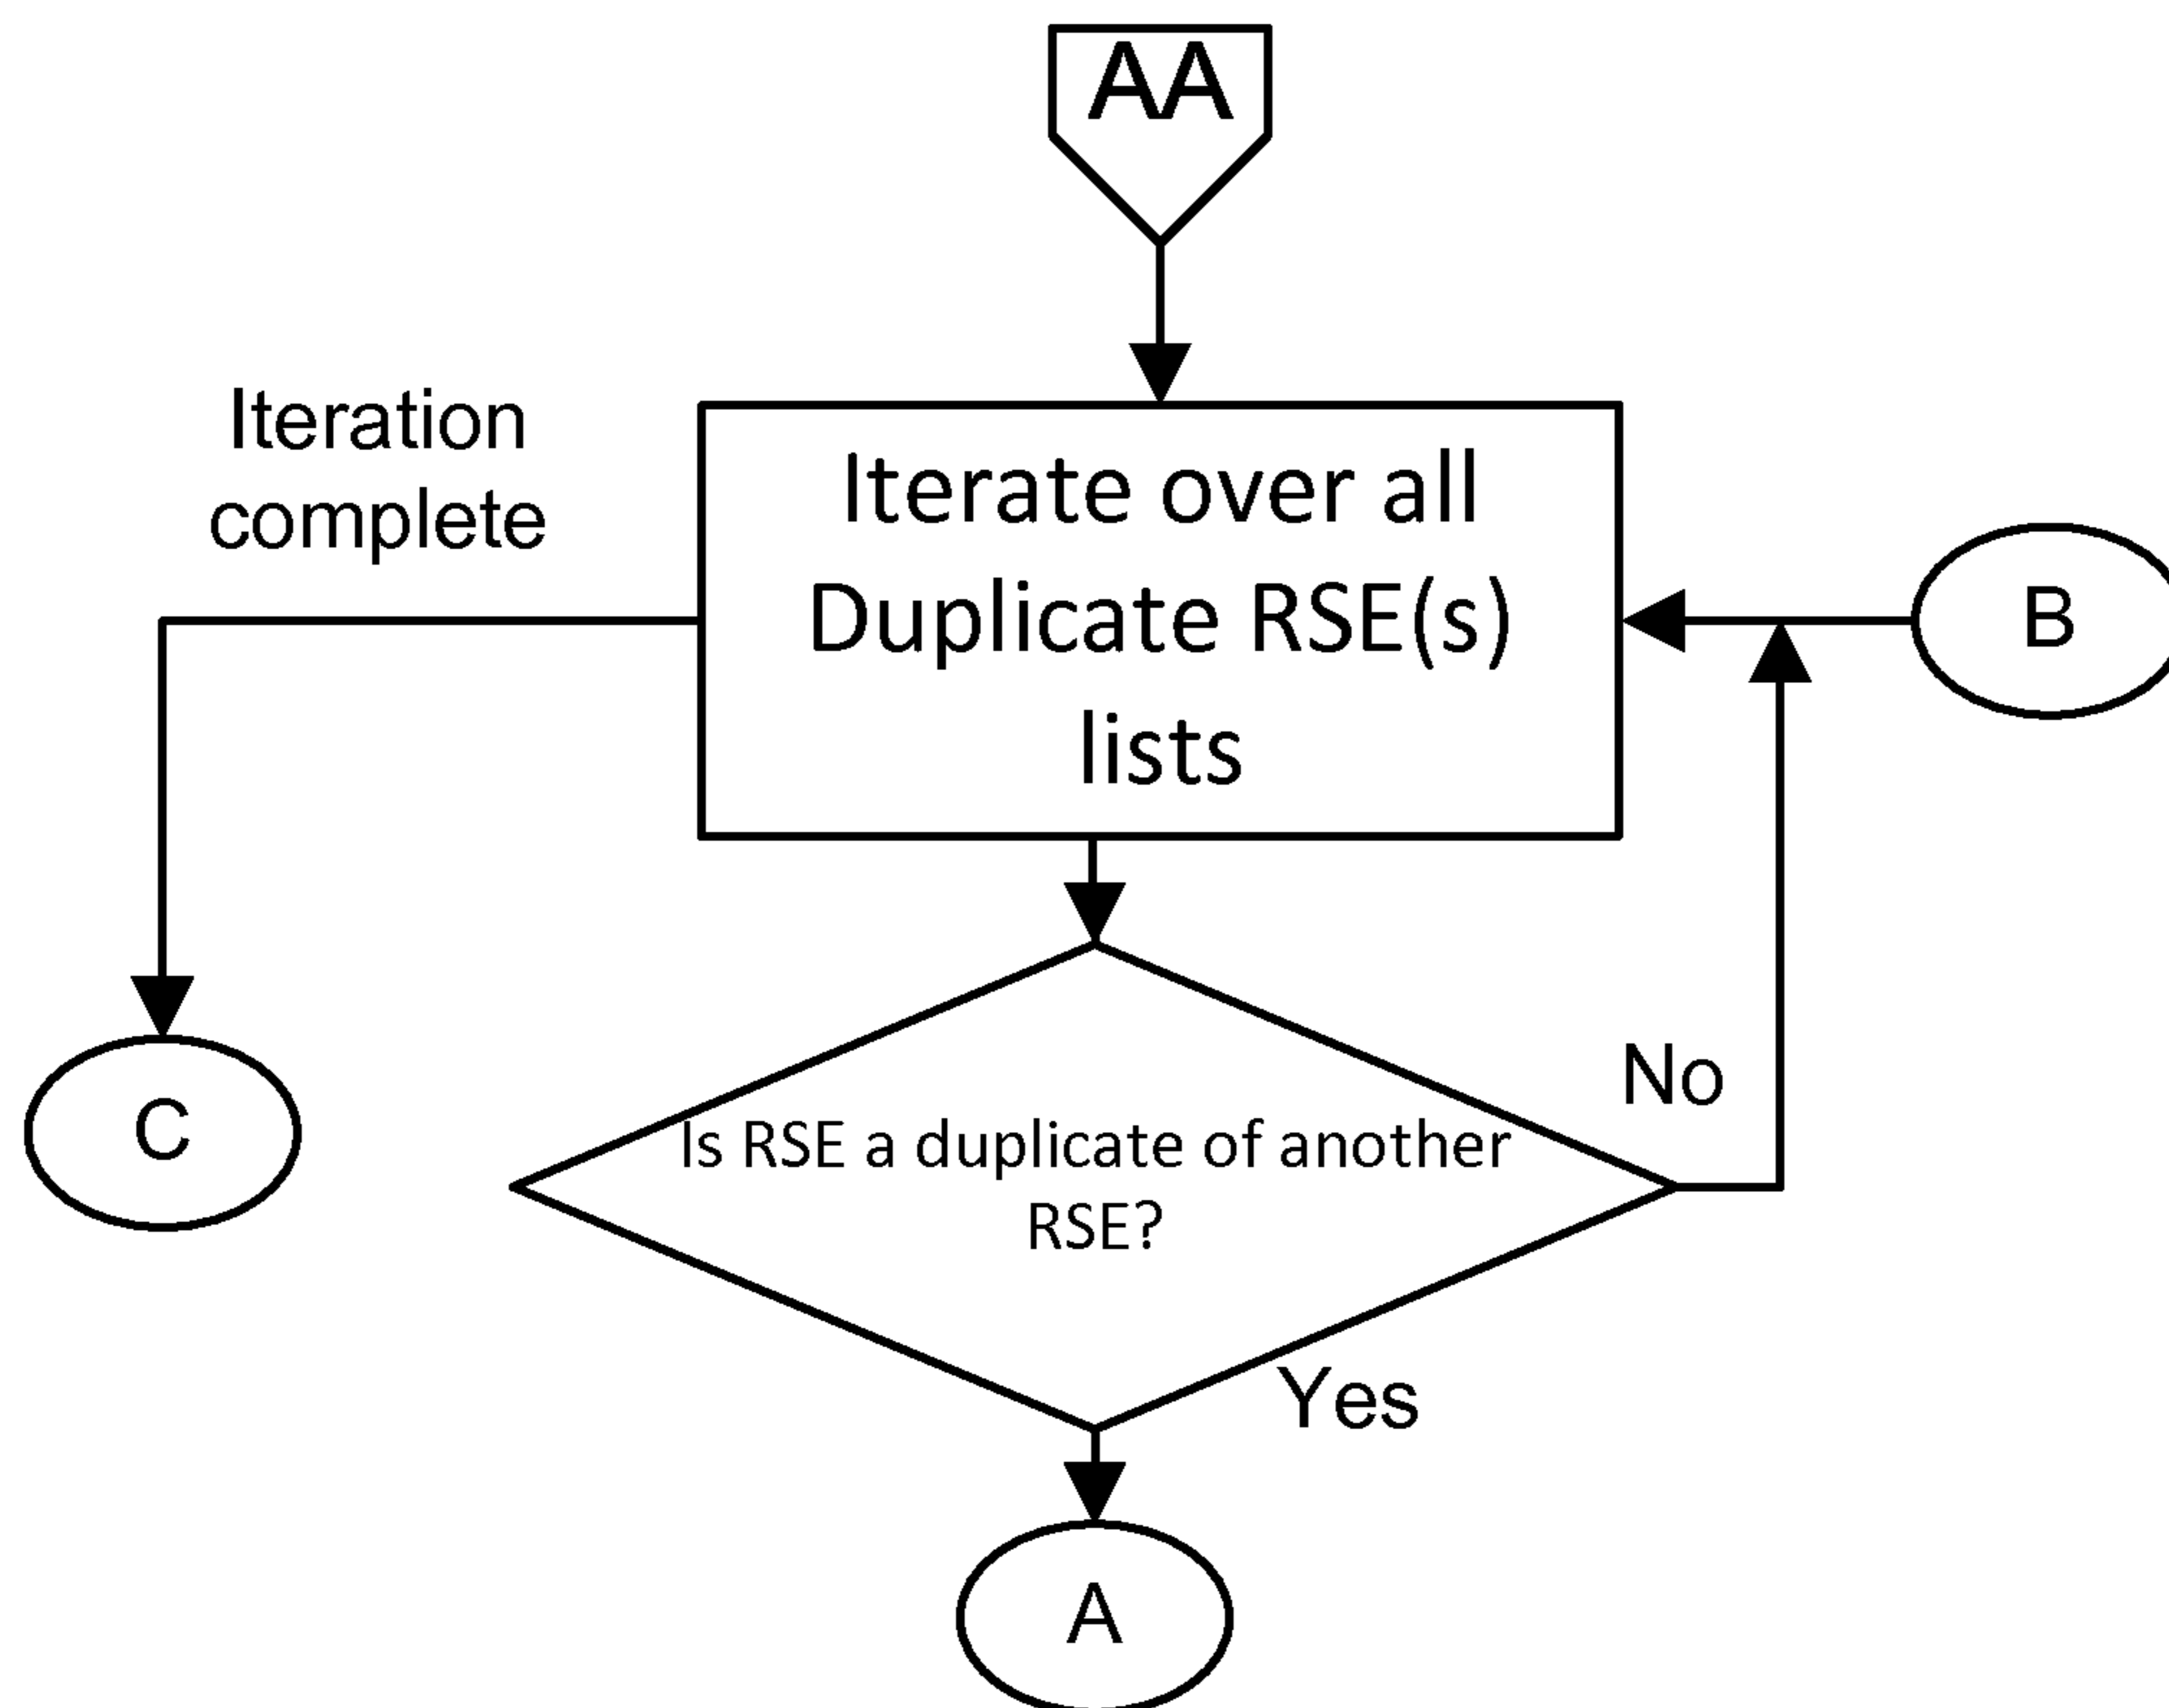 AA
Iteration
complete
Iterate over all
Duplicate RSE(s)
lists
B
C
No
Is RSE a duplicate of another
RSE?
Yes
A